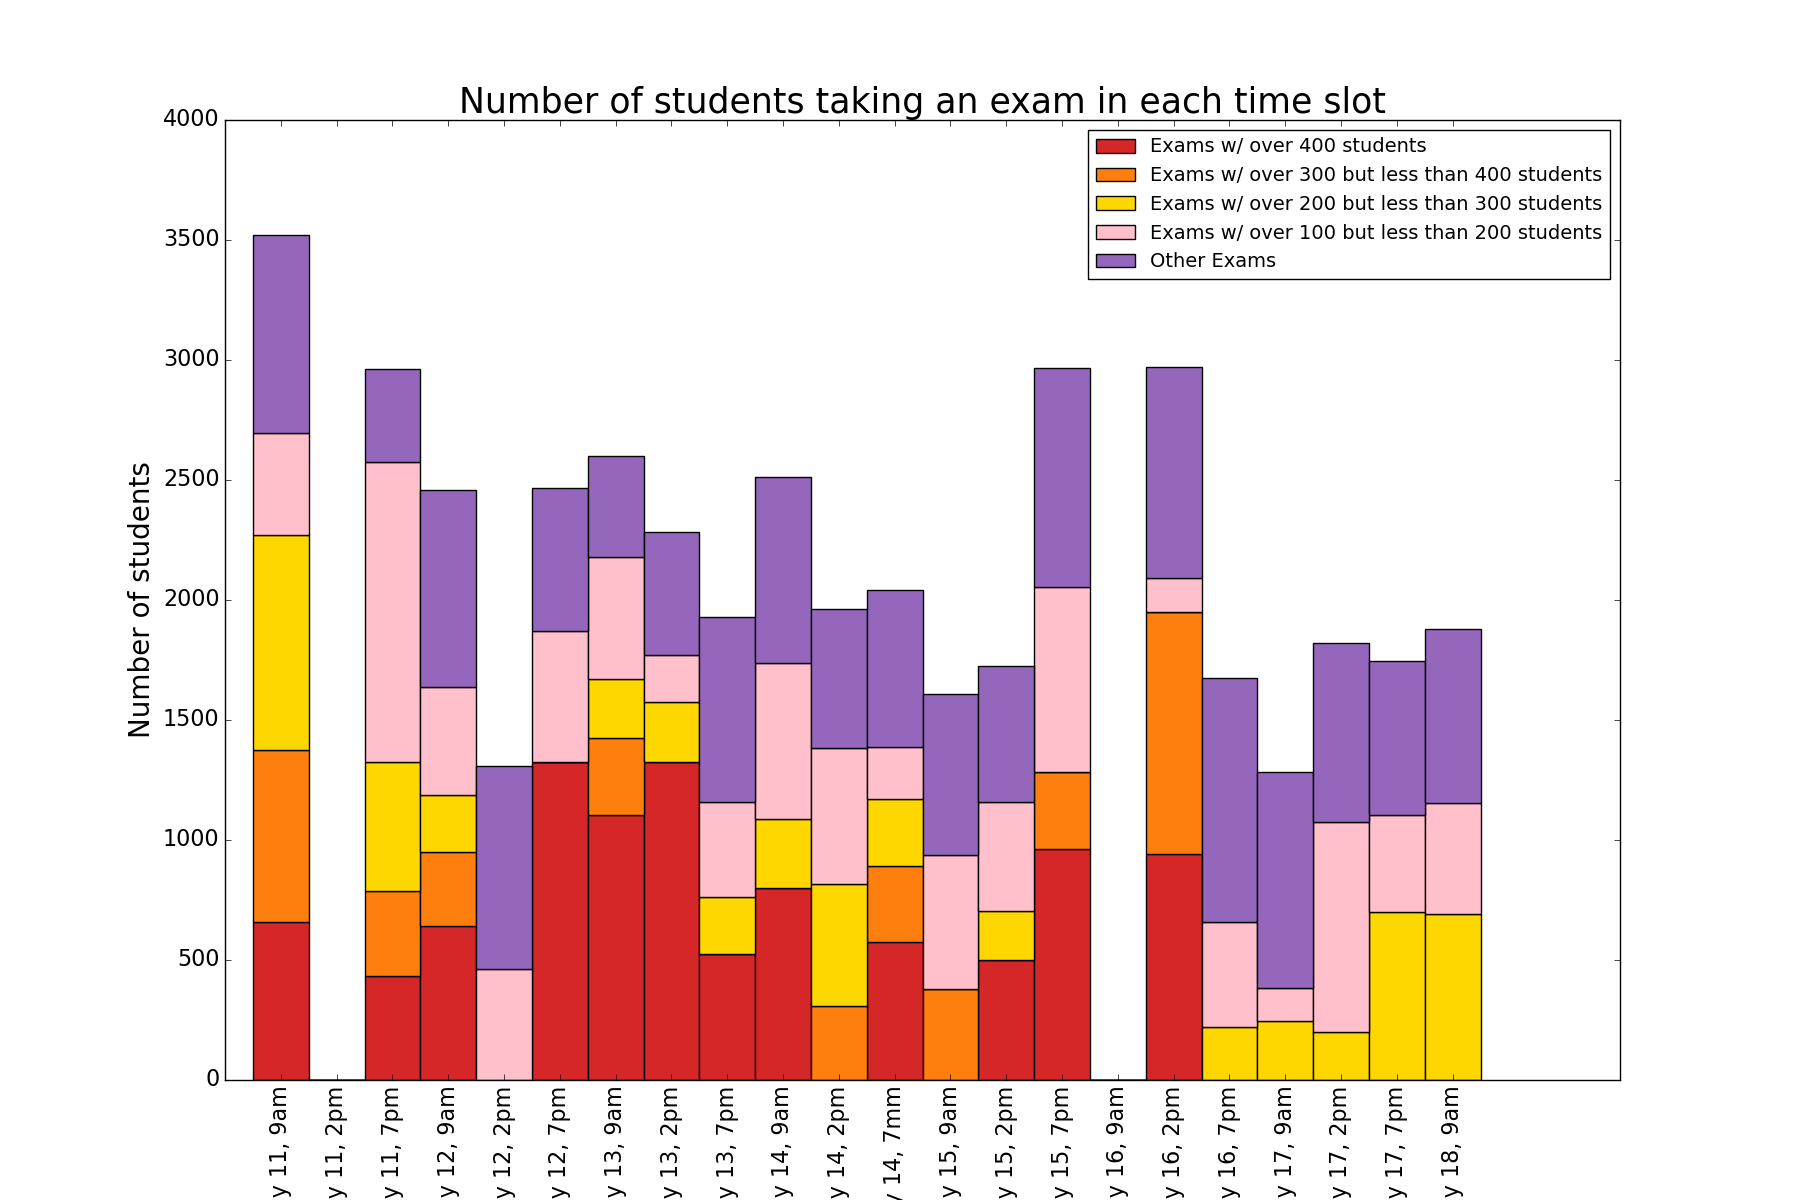 Number of students taking an exam in each time slot
4000
3500
3000
2500
2000
1500
1000
500
0
Number of students
Exams w/ over 400 students
Exams w/ over 300 but less than 400 students
Exams w/ over 200 but less than 300 students
Exams w/ over 100 but less than 200 students
Other Exams
y 11, 9am
y 11, 2pm
y 11, 7pm
y 12, 9am
y 12, 2pm
y 12, 7pm
y 13, 9am
y 13, 2pm
y 13, 7pm
y 14, 9am
y 14, 2pm
y 14, 7mm
y 15, 9am
y 15, 2pm
y 15, 7pm
y 16, 9am
y 16, 2pm
y 16, 7pm
y 17, 9am
y 17, 2pm
y 17, 7pm
y 18, 9am